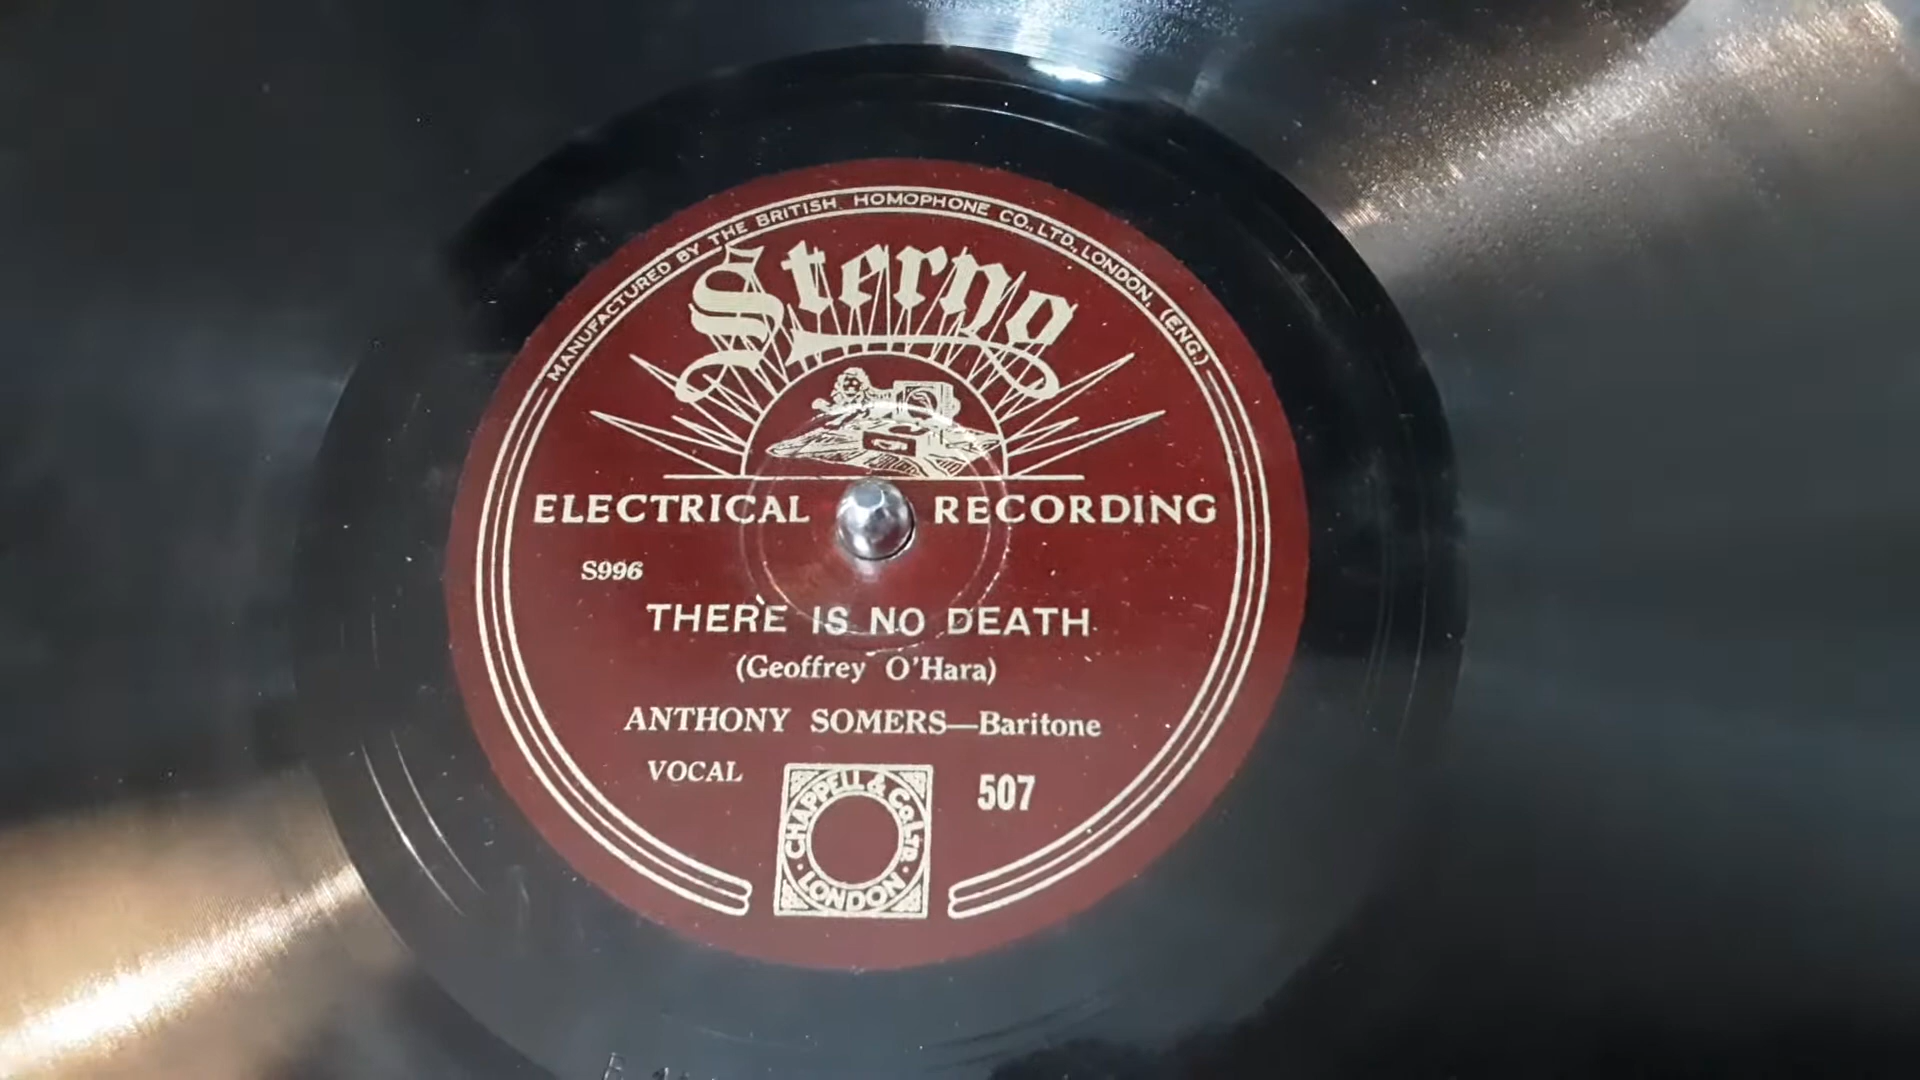 MANUFACTURED BY THE BRITISH HOMOPHONE CO., LTD., LONDON, (ENG.)
Sterno
ELECTRICAL RECORDING
S996
THERE IS NO DEATH
(Geoffrey O'Hara)
ANTHONY SOMERS—Baritone
VOCAL
507
CHAPPELL & CO. LTD.
LONDON